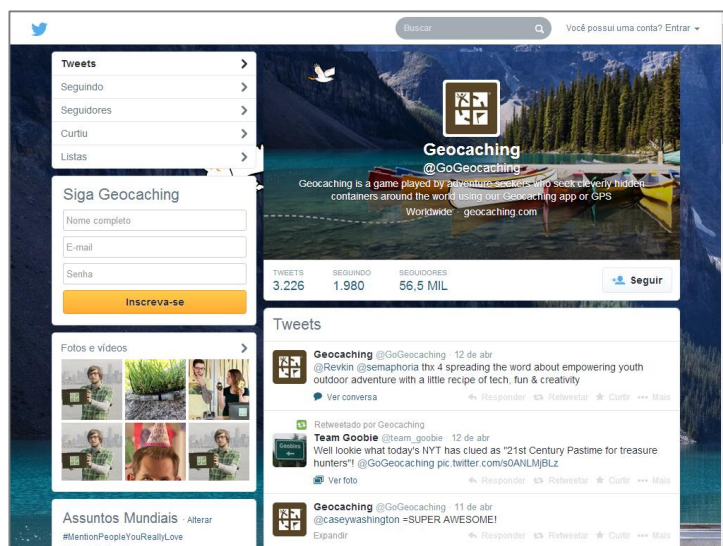 Buscar
Você possui uma conta? Entrar
Tweets
Seguindo
Seguidores
Curtiu
Listas
Geocaching
@GoGeocaching
Geocaching is a game played by adventure seekers who seek cleverly hidden
containers around the world using our Geocaching app or GPS
Worldwide · geocaching.com
Siga Geocaching
Nome completo
E-mail
Senha
Inscreva-se
TWEETS SEGUINDO SEGUIDORES
3.226 1.980 56,5 MIL
Seguir
Fotos e vídeos
Assuntos Mundiais · Alterar
#MentionPeopleYouReallyLove
Tweets
Geocaching @GoGeocaching · 12 de abr
@Revkin @semaphoria thx 4 spreading the word about empowering youth
outdoor adventure with a little recipe of tech, fun & creativity
Ver conversa Responder Retweetar Curtir Mais
Retweetado por Geocaching
Team Goobie @team_goobie · 12 de abr
Well lookie what today's NYT has clued as "21st Century Pastime for treasure
hunters"! @GoGeocaching pic.twitter.com/s0ANLMjBLz
Ver foto Responder Retweetar Curtir Mais
Geocaching @GoGeocaching · 11 de abr
@caseywashington =SUPER AWESOME!
Expandir Responder Retweetar Curtir Mais